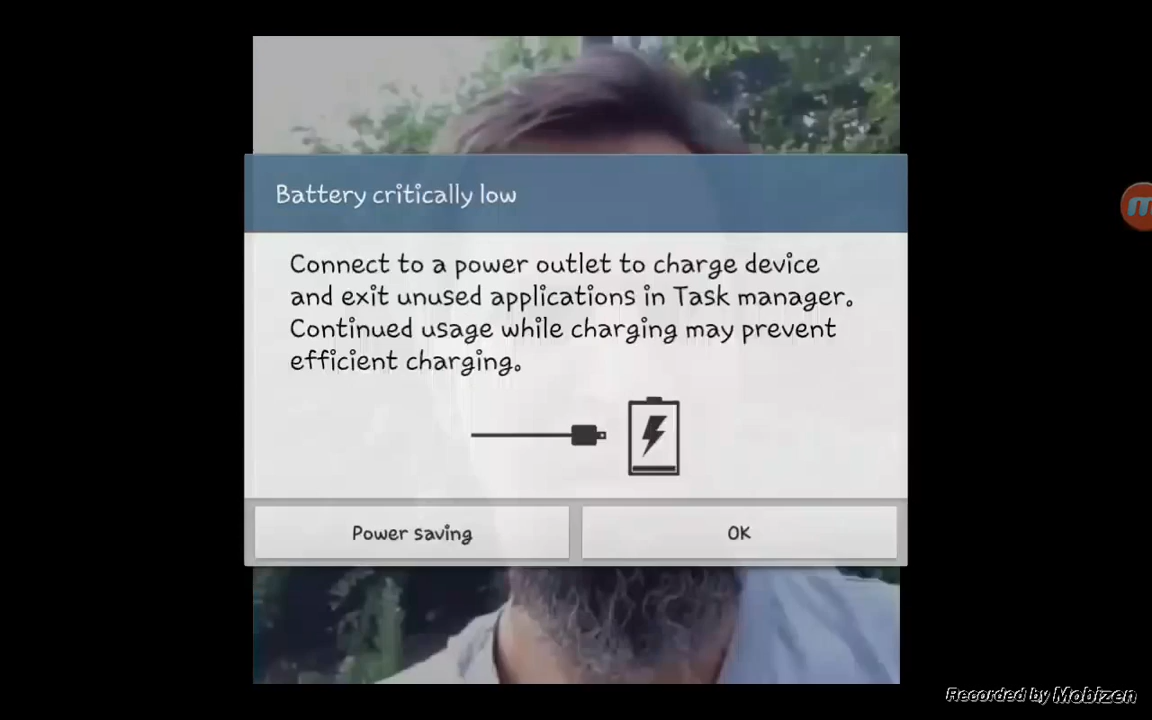 Battery critically low
Connect to a power outlet to charge device
and exit unused applications in Task manager.
Continued usage while charging may prevent
efficient charging.
Power saving
OK
m
Recorded by Mobizen